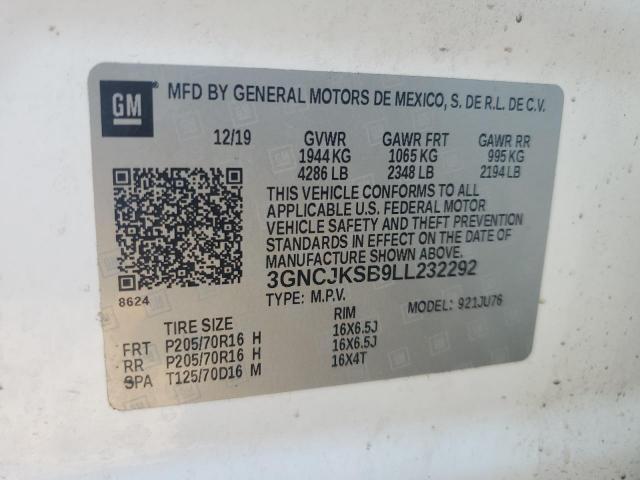 GM
MFD BY GENERAL MOTORS DE MEXICO, S. DE R.L. DE C.V.
12/19 GVWR GAWR FRT GAWR RR
1944 KG 1065 KG 995 KG
4286 LB 2348 LB 2194 LB
THIS VEHICLE CONFORMS TO ALL
APPLICABLE U.S. FEDERAL MOTOR
VEHICLE SAFETY AND THEFT PREVENTION
STANDARDS IN EFFECT ON THE DATE OF
MANUFACTURE SHOWN ABOVE.
8624
3GNCJKSB9LL232292
TYPE: M.P.V. MODEL: 921JU76
TIRE SIZE RIM
FRT P205/70R16 H 16X6.5J
RR P205/70R16 H 16X6.5J
SPA T125/70D16 M 16X4T